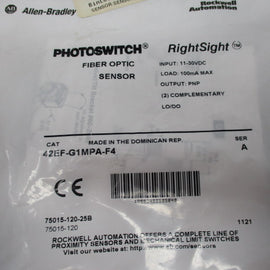 Allen-Bradley
Rockwell
Automation
PHOTOSWITCH®
RightSight™
FIBER OPTIC
SENSOR
INPUT: 11-30VDC
LOAD: 100mA MAX
OUTPUT: PNP
(2) COMPLEMENTARY
LO/DO
CAT
MADE IN THE DOMINICAN REP.
SER
42EF-G1MPA-F4
A
CE
75015-120-25B
1121
75015-120
ROCKWELL AUTOMATION OFFERS A COMPLETE LINE OF
PROXIMITY SENSORS AND MECHANICAL LIMIT SWITCHES